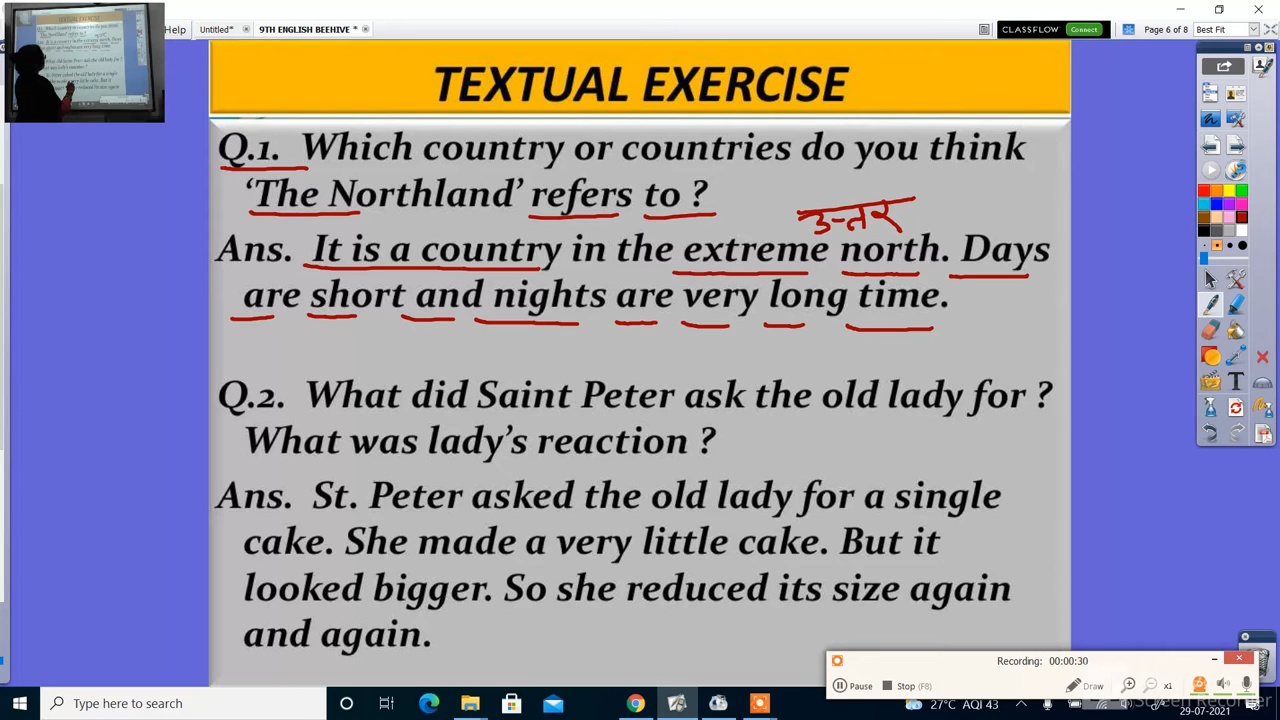 Untitled*
9TH ENGLISH BEEHIVE *
CLASSFLOW
Connect
Page 6 of 8
Best Fit
TEXTUAL EXERCISE
Q.1. Which country or countries do you think
‘The Northland’ refers to ?
उत्तर
Ans. It is a country in the extreme north. Days
are short and nights are very long time.
Q.2. What did Saint Peter ask the old lady for ?
What was lady’s reaction ?
Ans. St. Peter asked the old lady for a single
cake. She made a very little cake. But it
looked bigger. So she reduced its size again
and again.
Recording: 00:00:30
Pause
Stop (F8)
x1
Draw
Type here to search
27°C AQI 43
29-07-2021